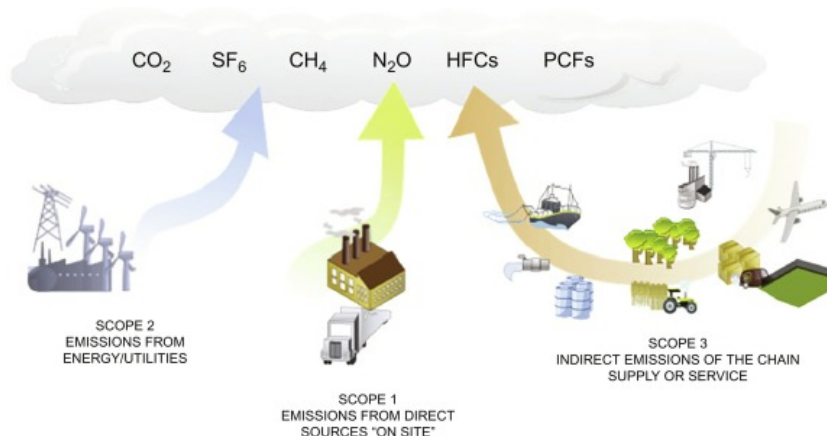 CO₂ SF₆ CH₄ N₂O HFCs PCFs
SCOPE 2
EMISSIONS FROM
ENERGY/UTILITIES
SCOPE 1
EMISSIONS FROM DIRECT
SOURCES “ON SITE”
SCOPE 3
INDIRECT EMISSIONS OF THE CHAIN
SUPPLY OR SERVICE